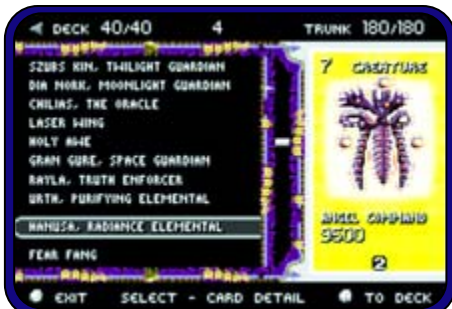 DECK 40/40 4 TRUNK 180/180
SZUBS KIN, TWILIGHT GUARDIAN
DIA NORK, MOONLIGHT GUARDIAN
CHILIAS, THE ORACLE
LASER WING
HOLY AWE
GRAN GURE, SPACE GUARDIAN
RAYLA, TRUTH ENFORCER
URTH, PURIFYING ELEMENTAL
HANUSA, RADIANCE ELEMENTAL
FEAR FANG
7 CREATURE
ANGEL COMMAND
9500
2
EXIT SELECT - CARD DETAIL TO DECK